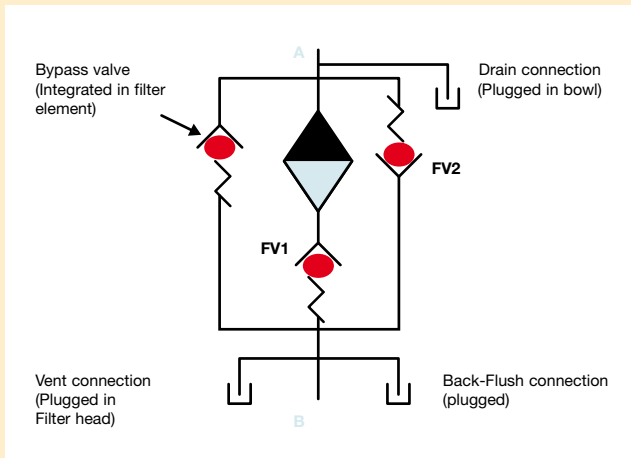 A
Bypass valve
(Integrated in filter
element)
Drain connection
(Plugged in bowl)
FV2
FV1
Vent connection
(Plugged in
Filter head)
Back-Flush connection
(plugged)
B